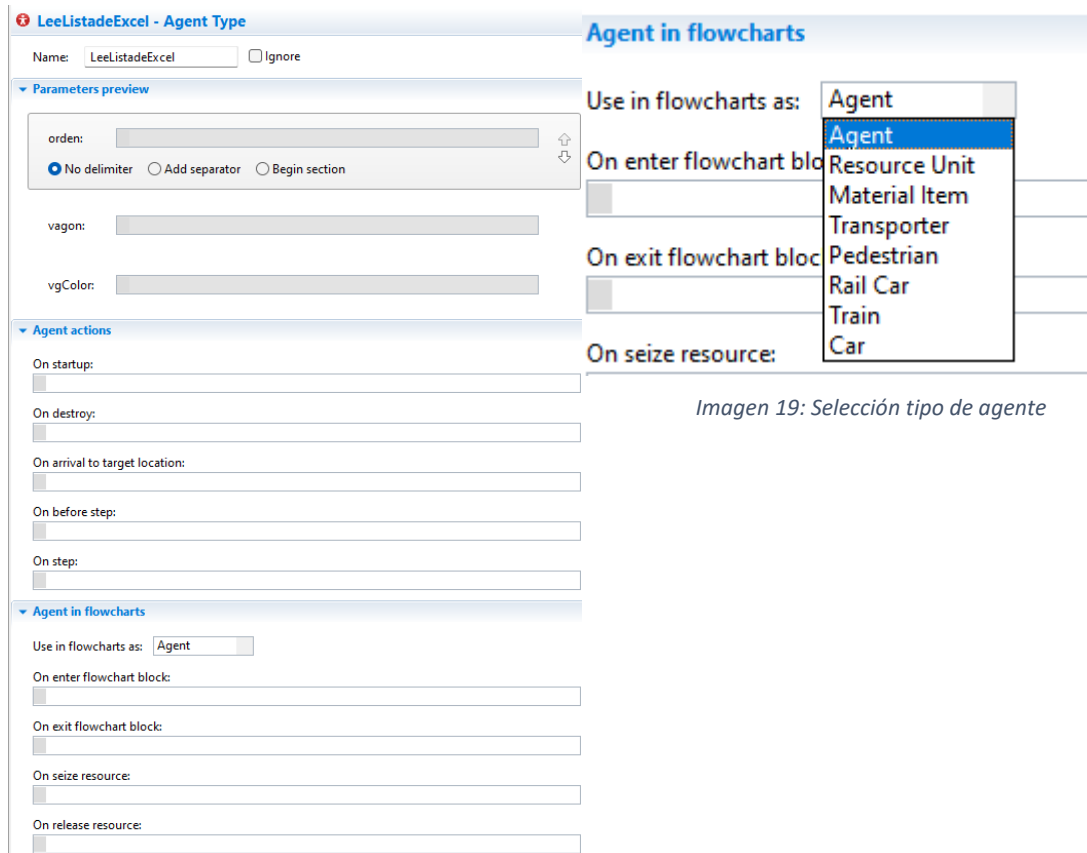 LeeListadeExcel - Agent Type
Name: LeeListadeExcel Ignore
Parameters preview
orden:
No delimiter Add separator Begin section
vagon:
vgColor:
Agent actions
On startup:
On destroy:
On arrival to target location:
On before step:
On step:
Agent in flowcharts
Use in flowcharts as: Agent
On enter flowchart block:
On exit flowchart block:
On seize resource:
On release resource:
Agent in flowcharts
Use in flowcharts as: Agent
Agent
On enter flowchart blo
Resource Unit
Material Item
Transporter
On exit flowchart bloc
Pedestrian
Rail Car
Train
On seize resource:
Car
Imagen 19: Selección tipo de agente